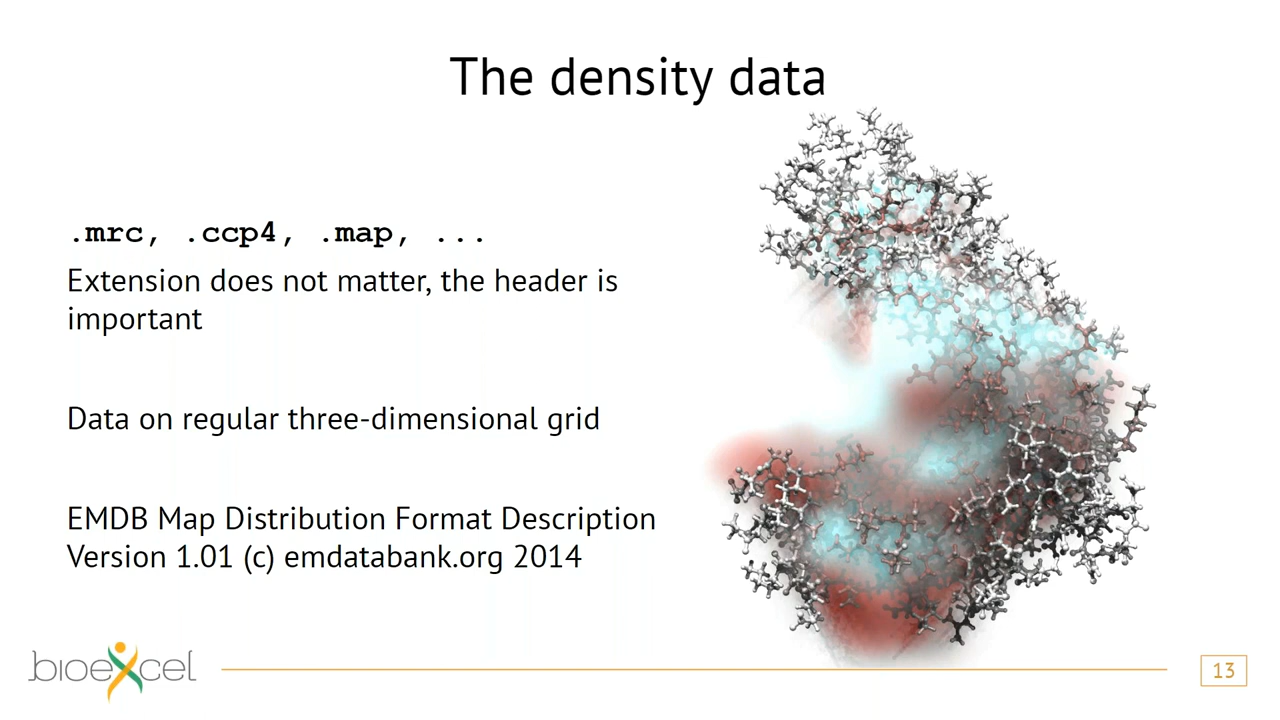 The density data
.mrc, .ccp4, .map, ...
Extension does not matter, the header is
important
Data on regular three-dimensional grid
EMDB Map Distribution Format Description
Version 1.01 (c) emdatabank.org 2014
bioexcel
13